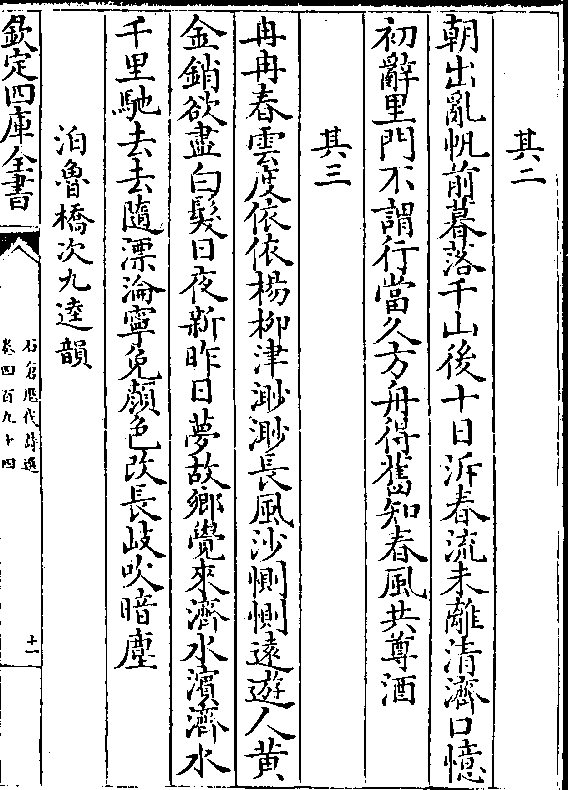 其二
朝出亂帆前暮落千山後十日泝春流未離清濟口憶
初辭里門不謂行當久方舟得舊知春風共尊酒
其三
冉冉春雲度依依楊柳津渺渺長風沙惻惻遠遊人黄
金銷欲盡白髮日夜新昨日夢故鄉覺來濟水濱濟水
千里馳去去隨漂淪寧免顔色改長岐吹暗塵
泊魯橋次九逵韻
欽定四庫全書
石倉歷代詩選
卷四百九十四
十一